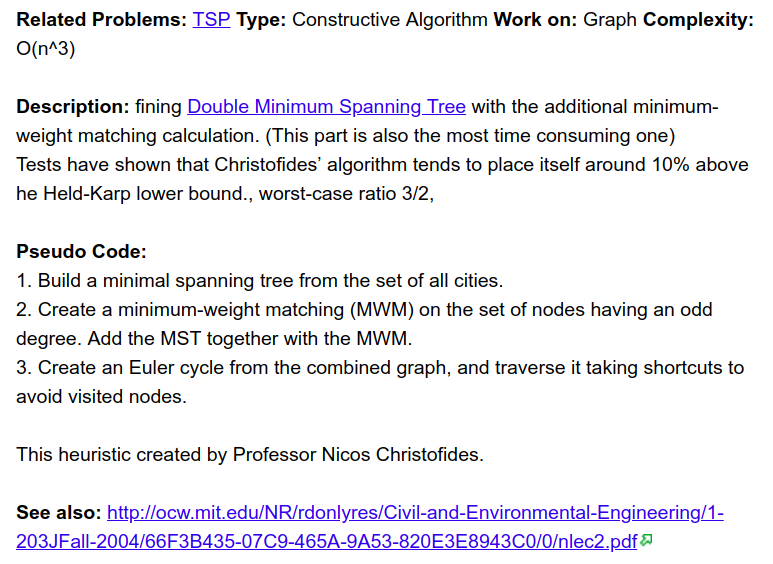 Related Problems: TSP Type: Constructive Algorithm Work on: Graph Complexity:
O(n^3)
Description: fining Double Minimum Spanning Tree with the additional minimum-
weight matching calculation. (This part is also the most time consuming one)
Tests have shown that Christofides’ algorithm tends to place itself around 10% above
he Held-Karp lower bound., worst-case ratio 3/2,
Pseudo Code:
1. Build a minimal spanning tree from the set of all cities.
2. Create a minimum-weight matching (MWM) on the set of nodes having an odd
degree. Add the MST together with the MWM.
3. Create an Euler cycle from the combined graph, and traverse it taking shortcuts to
avoid visited nodes.
This heuristic created by Professor Nicos Christofides.
See also: http://ocw.mit.edu/NR/rdonlyres/Civil-and-Environmental-Engineering/1-
203JFall-2004/66F3B435-07C9-465A-9A53-820E3E8943C0/0/nlec2.pdf